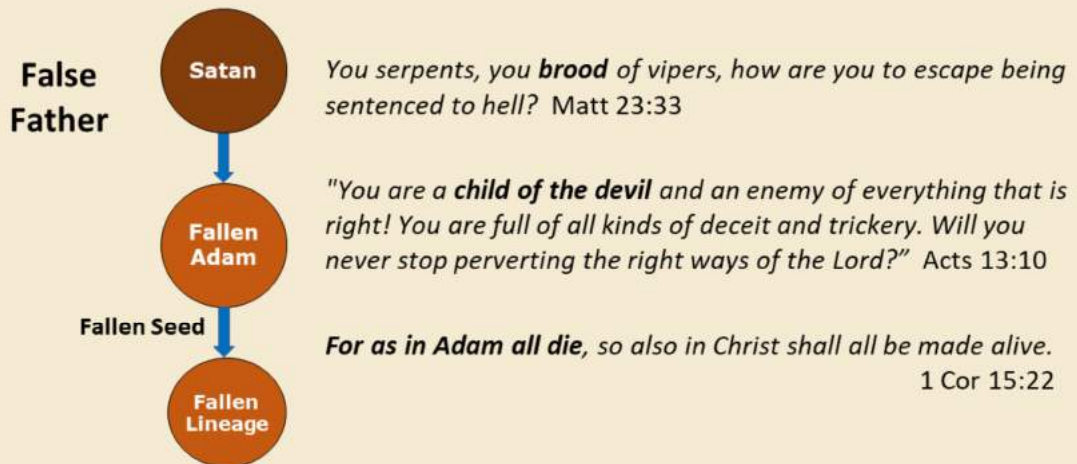 False
Father
Satan
You serpents, you brood of vipers, how are you to escape being
sentenced to hell? Matt 23:33
Fallen
Adam
"You are a child of the devil and an enemy of everything that is
right! You are full of all kinds of deceit and trickery. Will you
never stop perverting the right ways of the Lord?” Acts 13:10
Fallen Seed
For as in Adam all die, so also in Christ shall all be made alive.
1 Cor 15:22
Fallen
Lineage